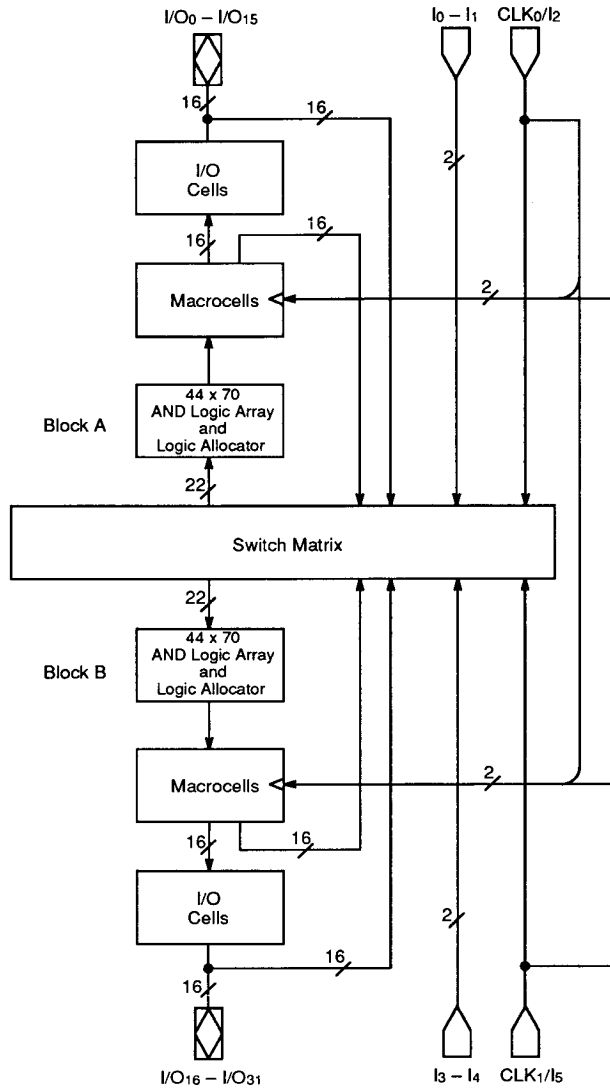 I/O₀ – I/O₁₅
I₀ – I₁
CLK₀/I₂
16
16
2
I/O
Cells
16
16
Macrocells
2
Block A
44 x 70
AND Logic Array
and
Logic Allocator
22
Switch Matrix
22
Block B
44 x 70
AND Logic Array
and
Logic Allocator
Macrocells
2
16
16
I/O
Cells
2
16
16
I/O₁₆ – I/O₃₁
I₃ – I₄
CLK₁/I₅